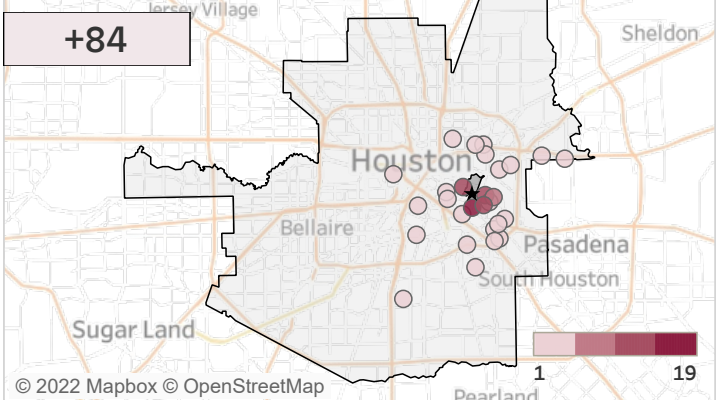 Jersey Village
+84
Sheldon
Houston
Bellaire
Pasadena
South Houston
Sugar Land
1
19
© 2022 Mapbox © OpenStreetMap
Pearland